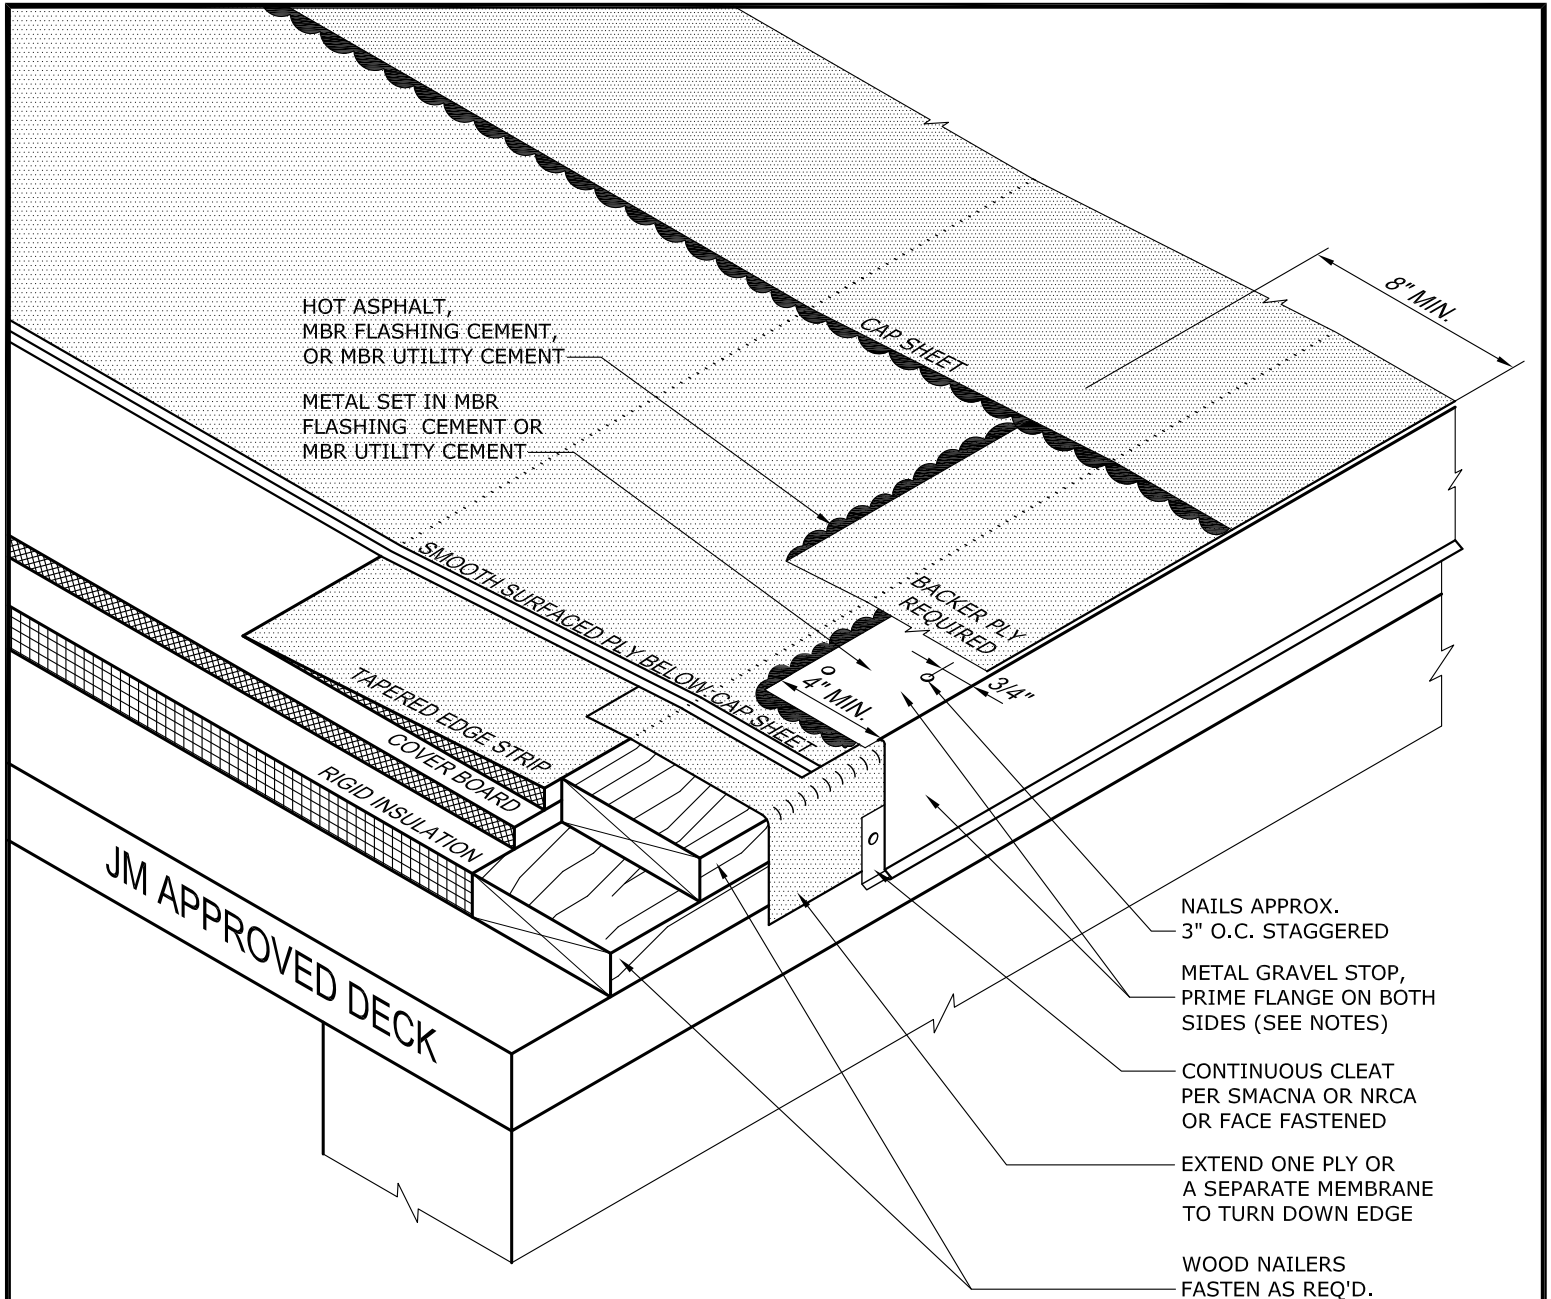 8" MIN.
HOT ASPHALT,
MBR FLASHING CEMENT,
OR MBR UTILITY CEMENT
CAP SHEET
METAL SET IN MBR
FLASHING CEMENT OR
MBR UTILITY CEMENT
SMOOTH SURFACED PLY BELOW CAP SHEET
BACKER PLY
REQUIRED
3/4"
4" MIN.
TAPERED EDGE STRIP
COVER BOARD
RIGID INSULATION
JM APPROVED DECK
NAILS APPROX.
3" O.C. STAGGERED
METAL GRAVEL STOP,
PRIME FLANGE ON BOTH
SIDES (SEE NOTES)
CONTINUOUS CLEAT
PER SMACNA OR NRCA
OR FACE FASTENED
EXTEND ONE PLY OR
A SEPARATE MEMBRANE
TO TURN DOWN EDGE
WOOD NAILERS
FASTEN AS REQ'D.